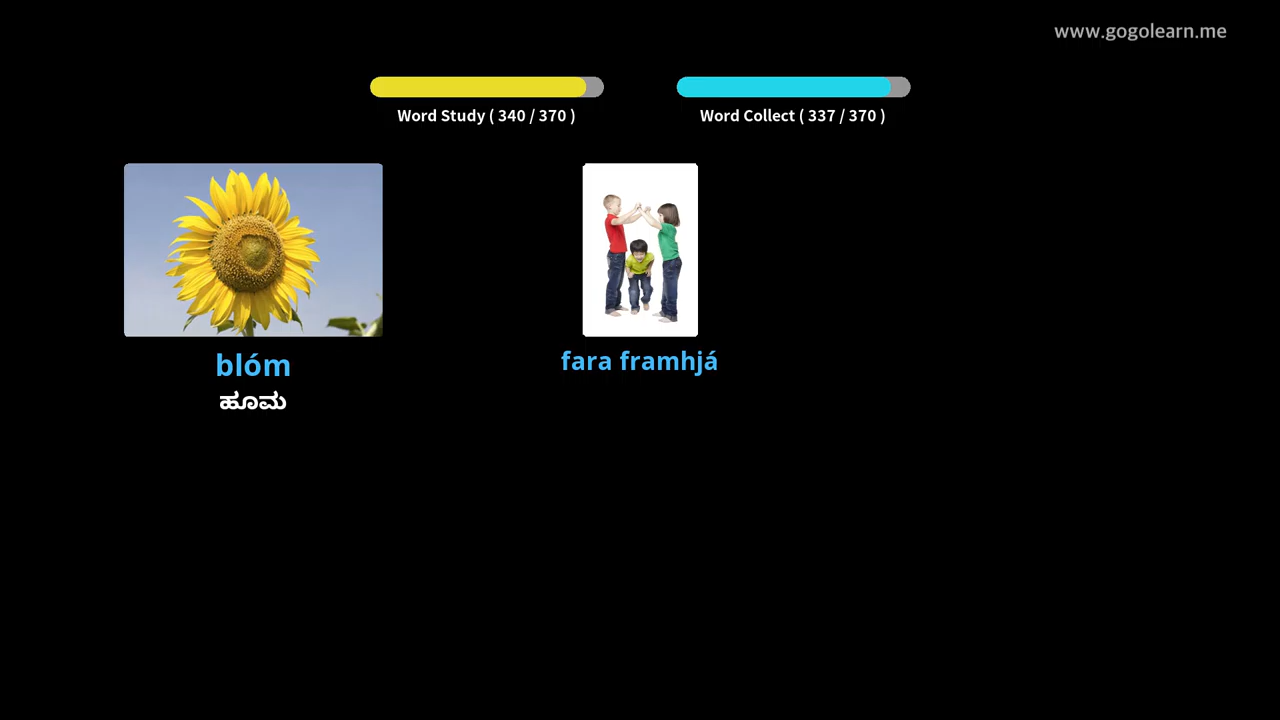 www.gogolearn.me
Word Study ( 340 / 370 )
Word Collect ( 337 / 370 )
blóm
fara framhjá
ಹೂಮ